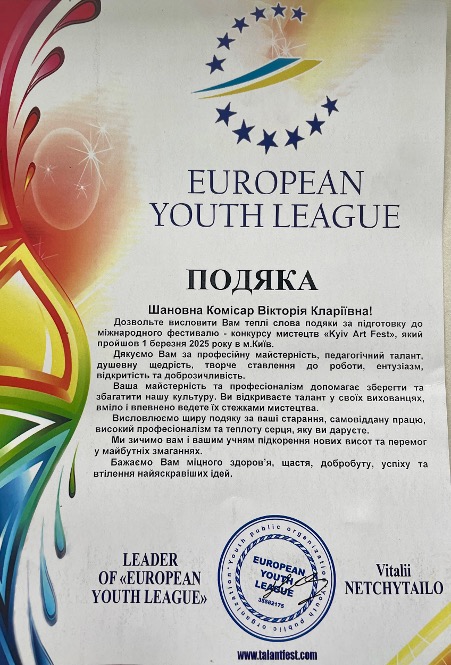 EUROPEAN
YOUTH LEAGUE
ПОДЯКА
Шановна Комісар Вікторія Кларіївна!
Дозвольте висловити Вам теплі слова подяки за підготовку до
міжнародного фестивалю - конкурсу мистецтв «Kyiv Art Fest», який
пройшов 1 березня 2025 року в м.Київ.
Дякуємо Вам за професійну майстерність, педагогічний талант,
душевну щедрість, творче ставлення до роботи, ентузіазм,
відкритість та доброзичливість.
Ваша майстерність та професіоналізм допомагає зберегти та
збагатити нашу культуру. Ви відкриваєте талант у своїх вихованцях,
вміло і впевнено ведете їх стежками мистецтва.
Висловлюємо щиру подяку за ваші старання, самовіддану працю,
високий професіоналізм та теплоту серця, яку ви даруєте.
Ми зичимо вам і вашим учням підкорення нових висот та перемог
у майбутніх змаганнях.
Бажаємо Вам міцного здоров'я, щастя, добробуту, успіху та
втілення найяскравіших ідей.
LEADER
OF «EUROPEAN
YOUTH LEAGUE»
Youth public organization
EUROPEAN
YOUTH
LEAGUE
Vitalii
NETCHYTAILO
www.talantfest.com